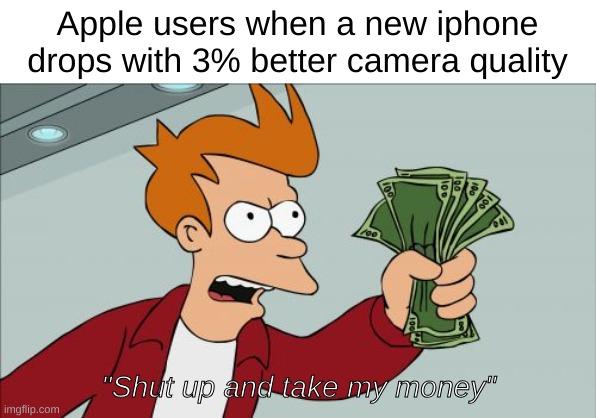 Apple users when a new iphone
drops with 3% better camera quality
"Shut up and take my money"
imgflip.com